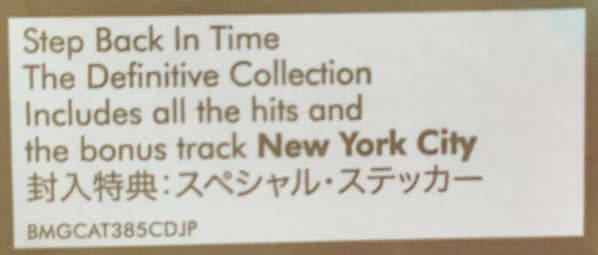 Step Back In Time
The Definitive Collection
Includes all the hits and
the bonus track New York City
封入特典：スペシャル・ステッカー
BMGCAT385CDJP